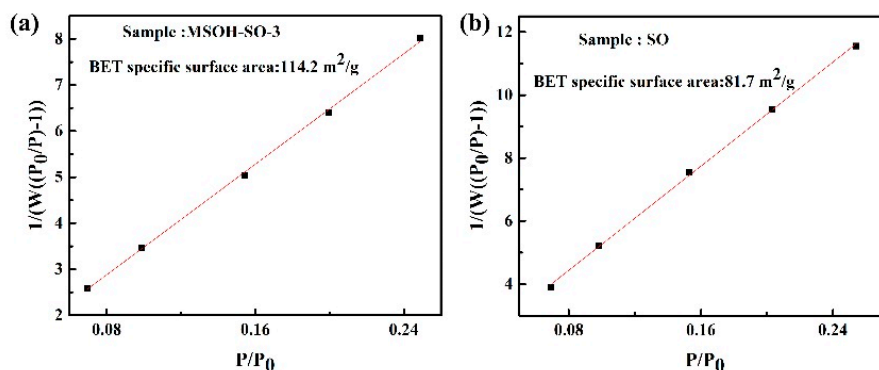 (a)
Sample :MSOH-SO-3
BET specific surface area:114.2 m²/g
1/(W((P₀/P)-1))
8
7
6
5
4
3
2
0.08
0.16
0.24
P/P₀
(b)
Sample : SO
BET specific surface area:81.7 m²/g
1/(W((P₀/P)-1))
12
10
8
6
4
0.08
0.16
0.24
P/P₀